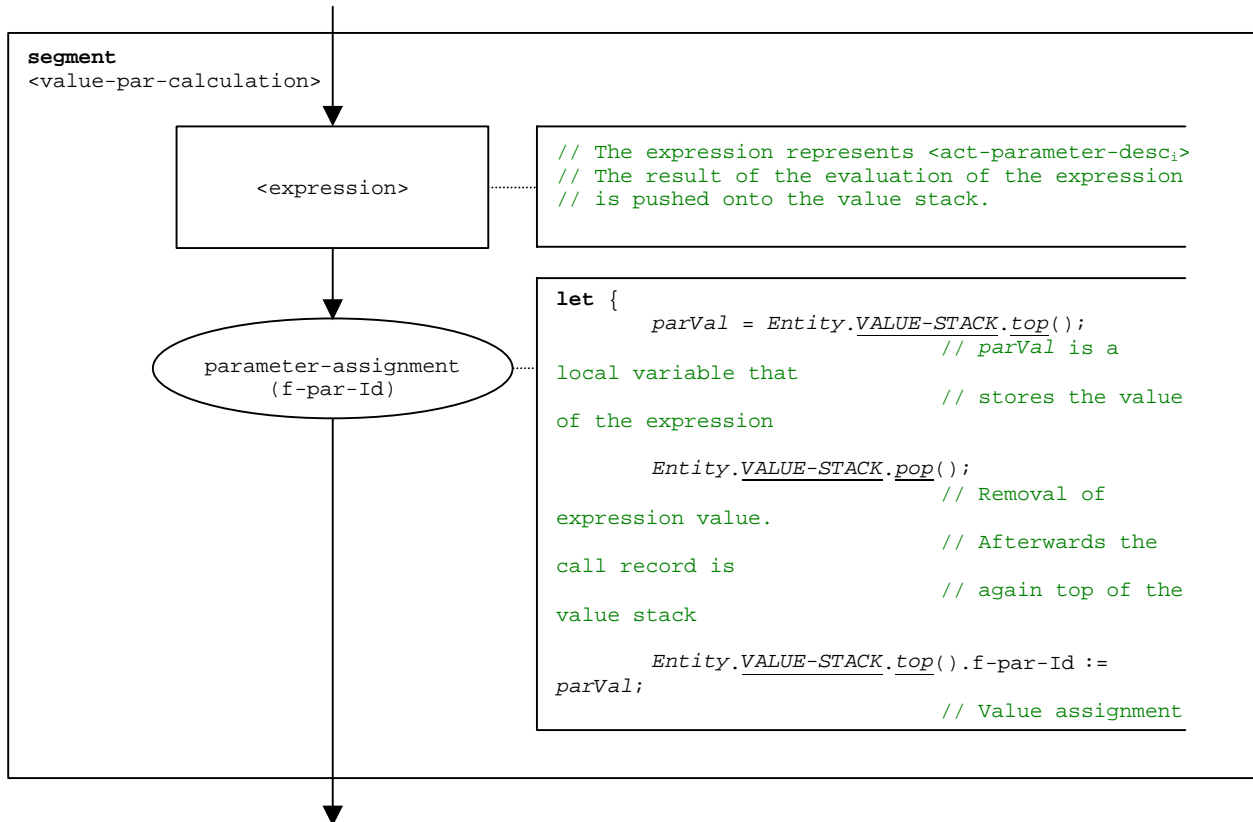 segment
<value-par-calculation>
<expression>
// The expression represents <act-parameter-desci>
// The result of the evaluation of the expression
// is pushed onto the value stack.
parameter-assignment
(f-par-Id)
let {
parVal = Entity.VALUE-STACK.top();
// parVal is a
local variable that
// stores the value
of the expression
Entity.VALUE-STACK.pop();
// Removal of
expression value.
// Afterwards the
call record is
// again top of the
value stack
Entity.VALUE-STACK.top().f-par-Id :=
parVal;
// Value assignment